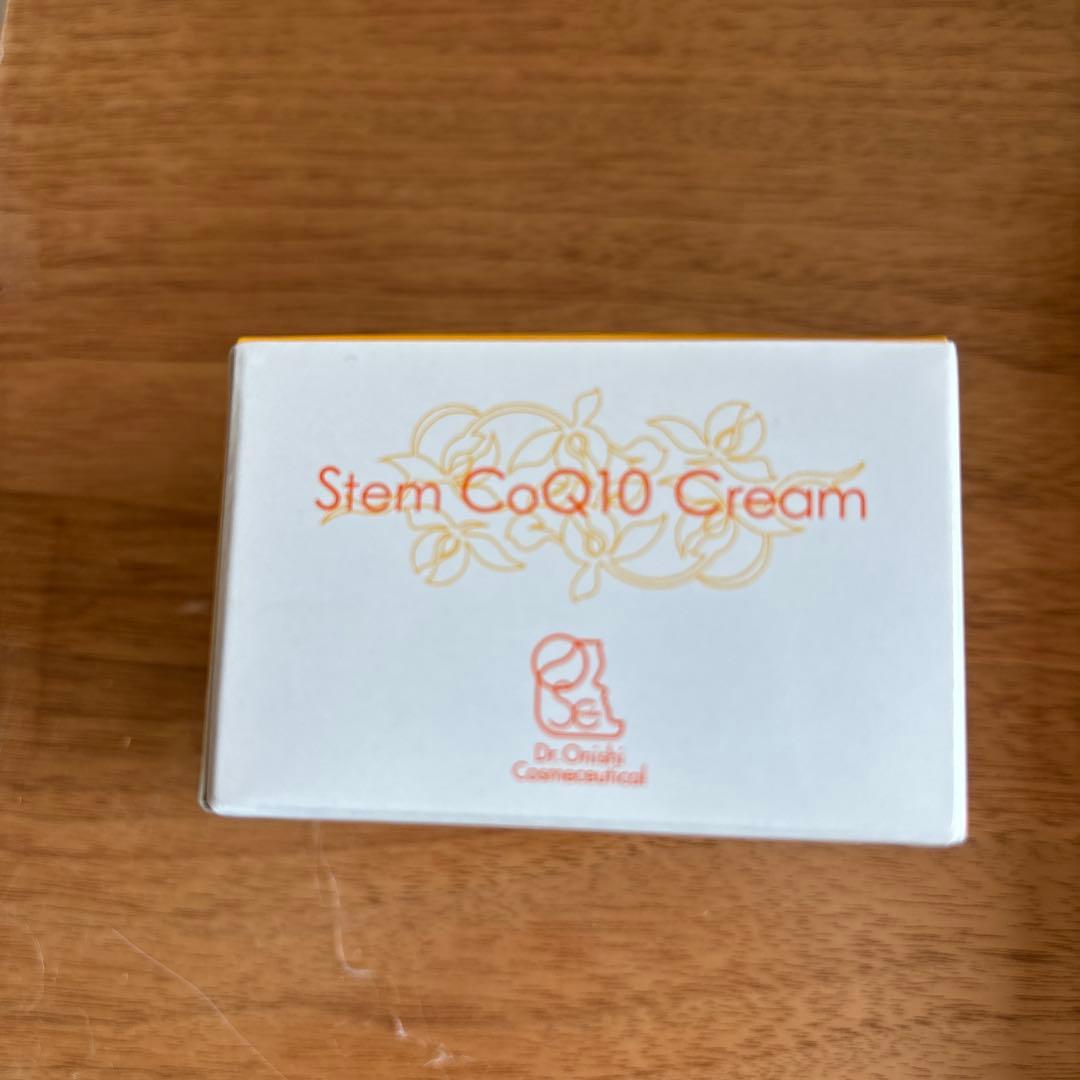 Stem CoQ10 Cream
Dr. Onishi
Cosmeceutical